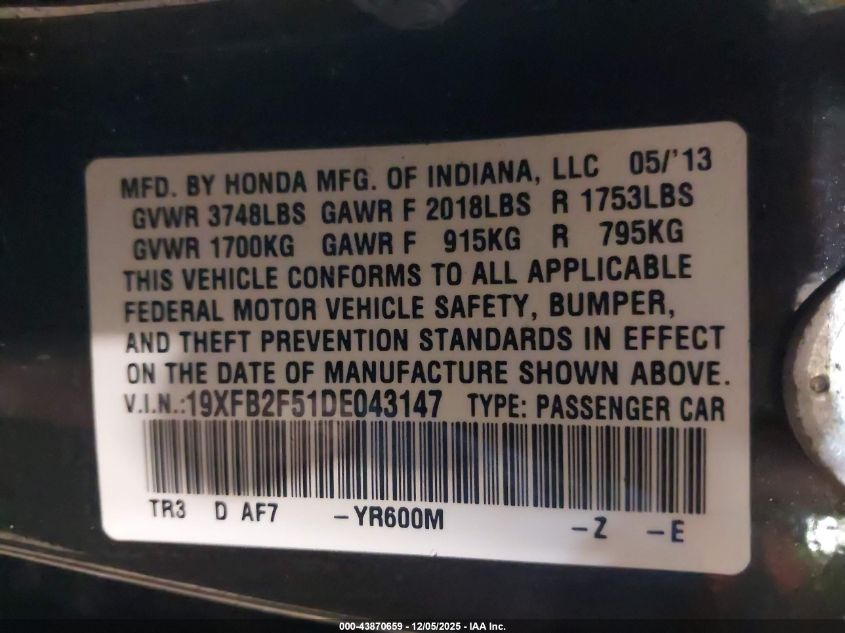 MFD. BY HONDA MFG. OF INDIANA, LLC 05/'13
GVWR 3748LBS GAWR F 2018LBS R 1753LBS
GVWR 1700KG GAWR F 915KG R 795KG
THIS VEHICLE CONFORMS TO ALL APPLICABLE
FEDERAL MOTOR VEHICLE SAFETY, BUMPER,
AND THEFT PREVENTION STANDARDS IN EFFECT
ON THE DATE OF MANUFACTURE SHOWN ABOVE.
V.I.N.:19XFB2F51DE043147 TYPE: PASSENGER CAR
TR3 D AF7 -YR600M -Z -E
000-43870659 - 12/05/2025 - IAA Inc.